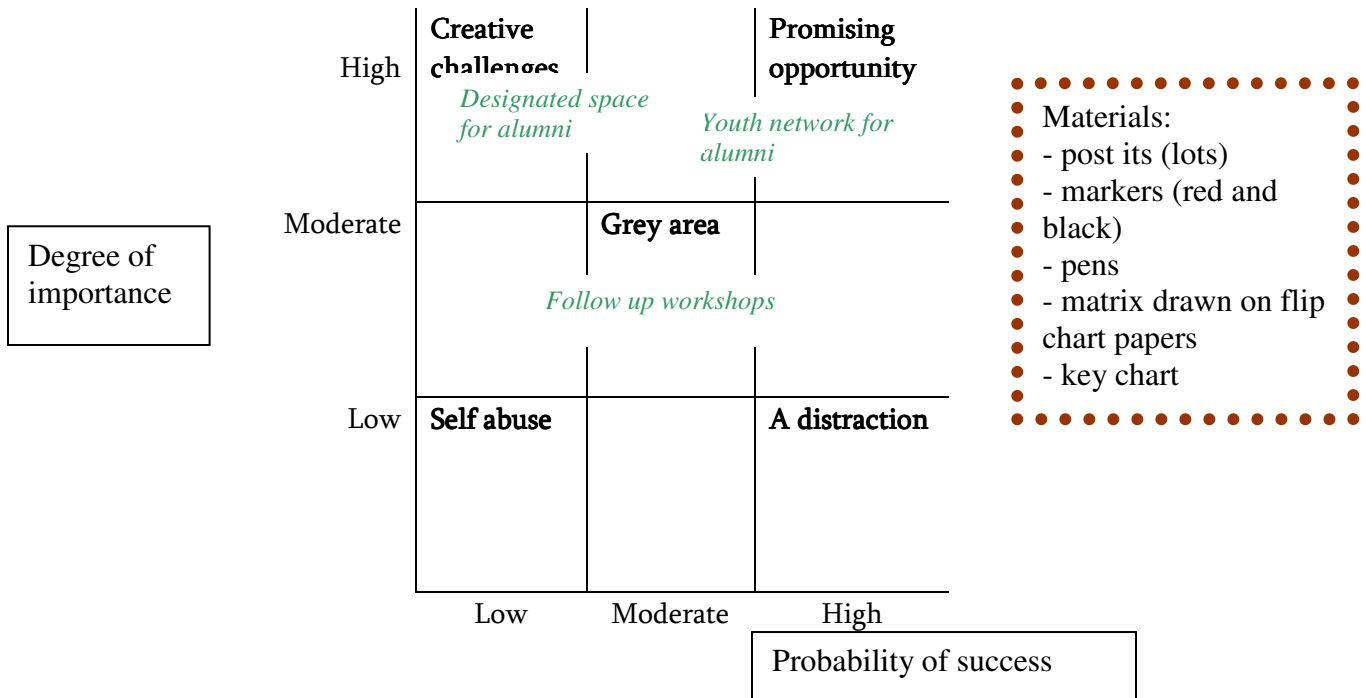 Creative
challenges
Promising
opportunity
High
Designated space
for alumni
Youth network for
alumni
Materials:
- post its (lots)
- markers (red and
black)
- pens
- matrix drawn on flip
chart papers
- key chart
Moderate
Grey area
Degree of
importance
Follow up workshops
Low
Self abuse
A distraction
Low
Moderate
High
Probability of success